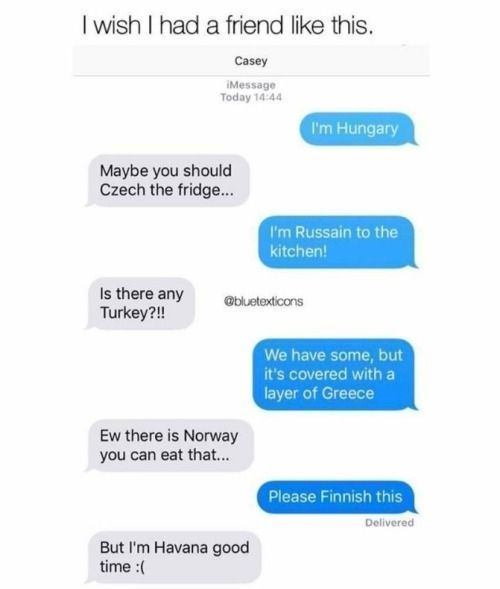 I wish I had a friend like this.
Casey
iMessage
Today 14:44
I'm Hungary
Maybe you should
Czech the fridge...
I'm Russain to the
kitchen!
Is there any
Turkey?!!
@bluetexticons
We have some, but
it's covered with a
layer of Greece
Ew there is Norway
you can eat that...
Please Finnish this
Delivered
But I'm Havana good
time :(